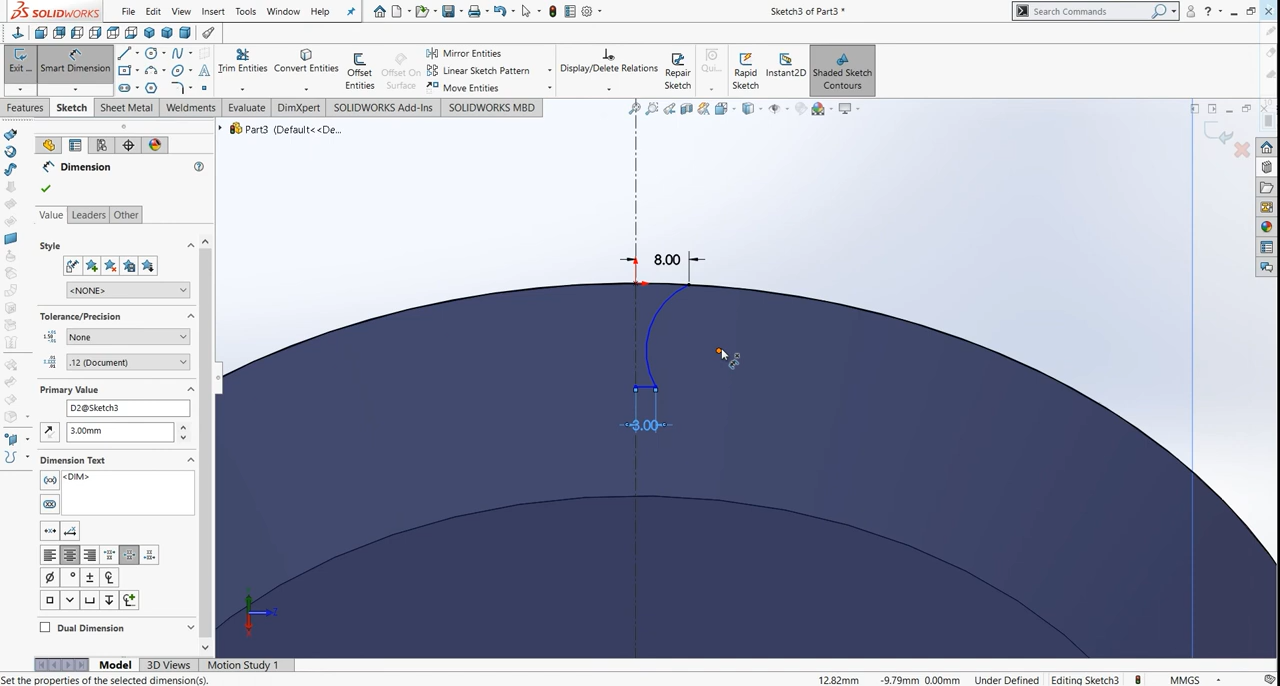 SOLIDWORKS
File Edit View Insert Tools Window Help
Sketch3 of Part3 *
Search Commands
Exit ...
Smart Dimension
Trim Entities
Convert Entities
Offset Entities
Offset On Surface
Mirror Entities
Linear Sketch Pattern
Move Entities
Display/Delete Relations
Repair Sketch
Qui...
Rapid Sketch
Instant2D
Shaded Sketch Contours
Features Sketch Sheet Metal Weldments Evaluate DimXpert SOLIDWORKS Add-Ins SOLIDWORKS MBD
Part3 (Default<<De...
Dimension
Value Leaders Other
Style
<NONE>
Tolerance/Precision
None
.12 (Document)
Primary Value
D2@Sketch3
3.00mm
Dimension Text
<DIM>
Dual Dimension
8.00
3.00
Model 3D Views Motion Study 1
Set the properties of the selected dimension(s).
12.82mm -9.79mm 0.00mm Under Defined Editing Sketch3 MMGS